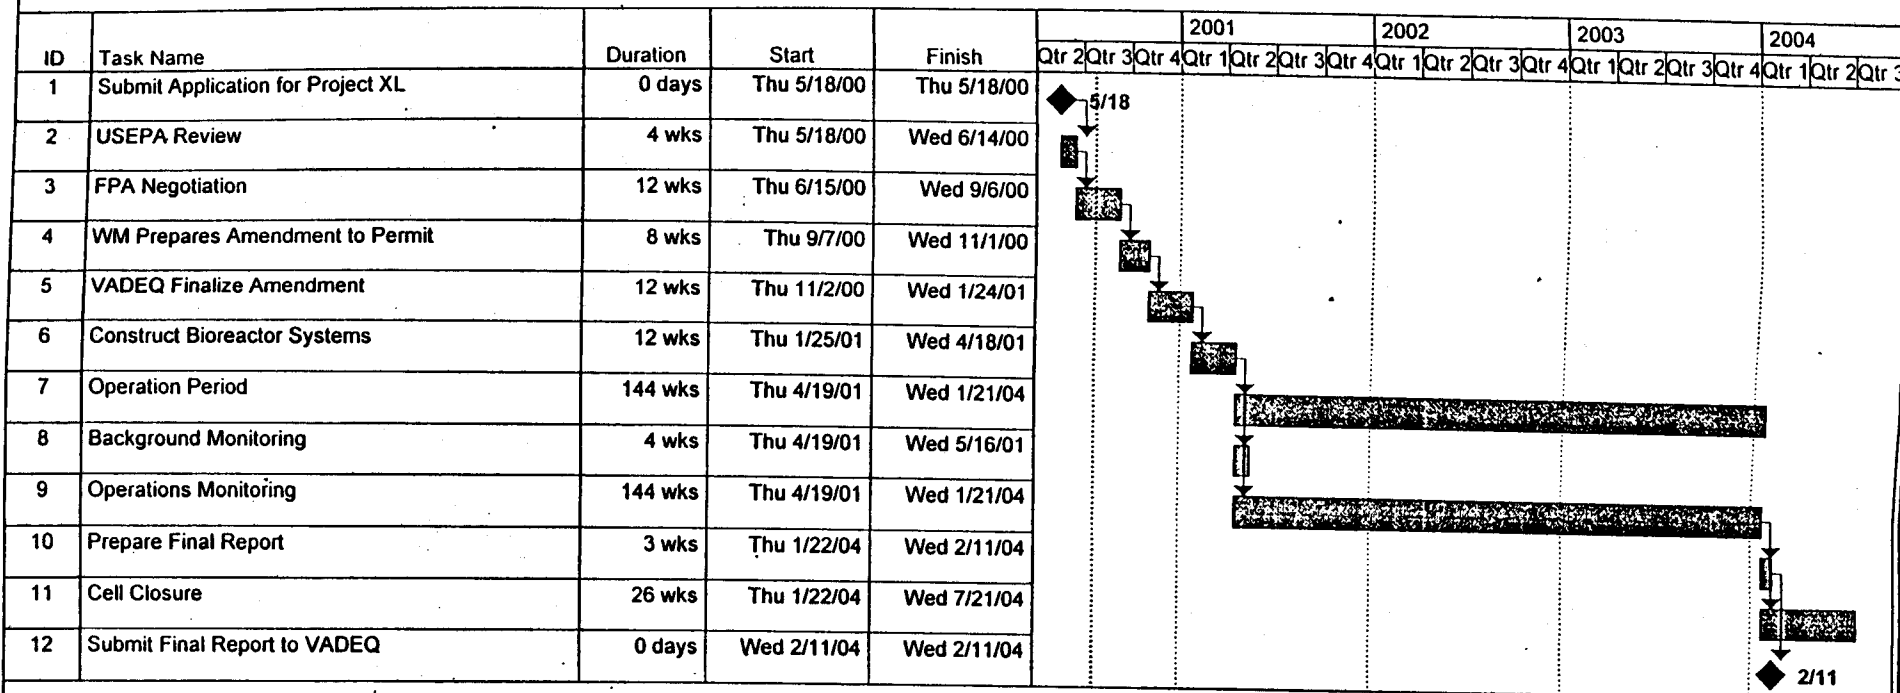 2001 2002 2003 2004
ID Task Name Duration Start Finish Qtr 2 Qtr 3 Qtr 4 Qtr 1 Qtr 2 Qtr 3 Qtr 4 Qtr 1 Qtr 2 Qtr 3 Qtr 4 Qtr 1 Qtr 2 Qtr 3 Qtr 4 Qtr 1 Qtr 2 Qtr 3
1 Submit Application for Project XL 0 days Thu 5/18/00 Thu 5/18/00 5/18
2 USEPA Review 4 wks Thu 5/18/00 Wed 6/14/00
3 FPA Negotiation 12 wks Thu 6/15/00 Wed 9/6/00
4 WM Prepares Amendment to Permit 8 wks Thu 9/7/00 Wed 11/1/00
5 VADEQ Finalize Amendment 12 wks Thu 11/2/00 Wed 1/24/01
6 Construct Bioreactor Systems 12 wks Thu 1/25/01 Wed 4/18/01
7 Operation Period 144 wks Thu 4/19/01 Wed 1/21/04
8 Background Monitoring 4 wks Thu 4/19/01 Wed 5/16/01
9 Operations Monitoring 144 wks Thu 4/19/01 Wed 1/21/04
10 Prepare Final Report 3 wks Thu 1/22/04 Wed 2/11/04
11 Cell Closure 26 wks Thu 1/22/04 Wed 7/21/04
12 Submit Final Report to VADEQ 0 days Wed 2/11/04 Wed 2/11/04 2/11